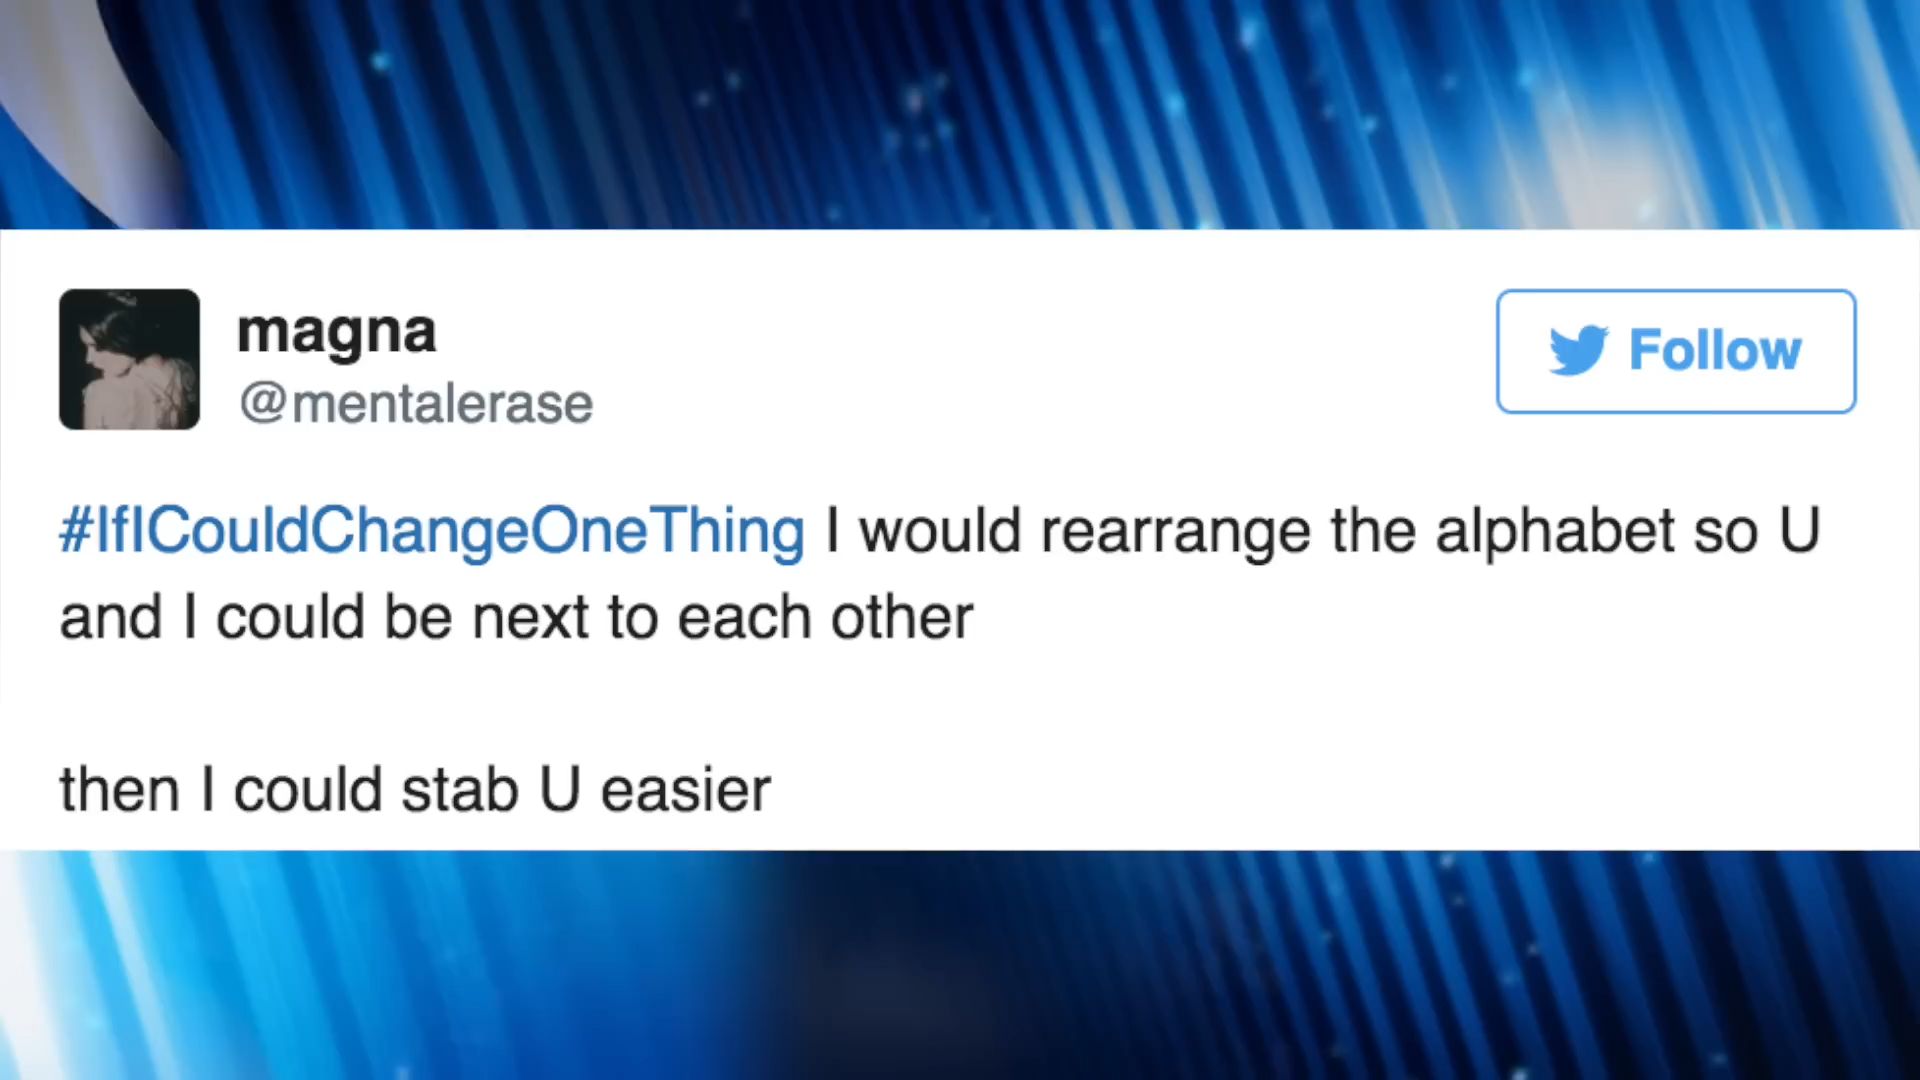 magna
@mentalerase
Follow
#IfICouldChangeOneThing I would rearrange the alphabet so U
and I could be next to each other
then I could stab U easier